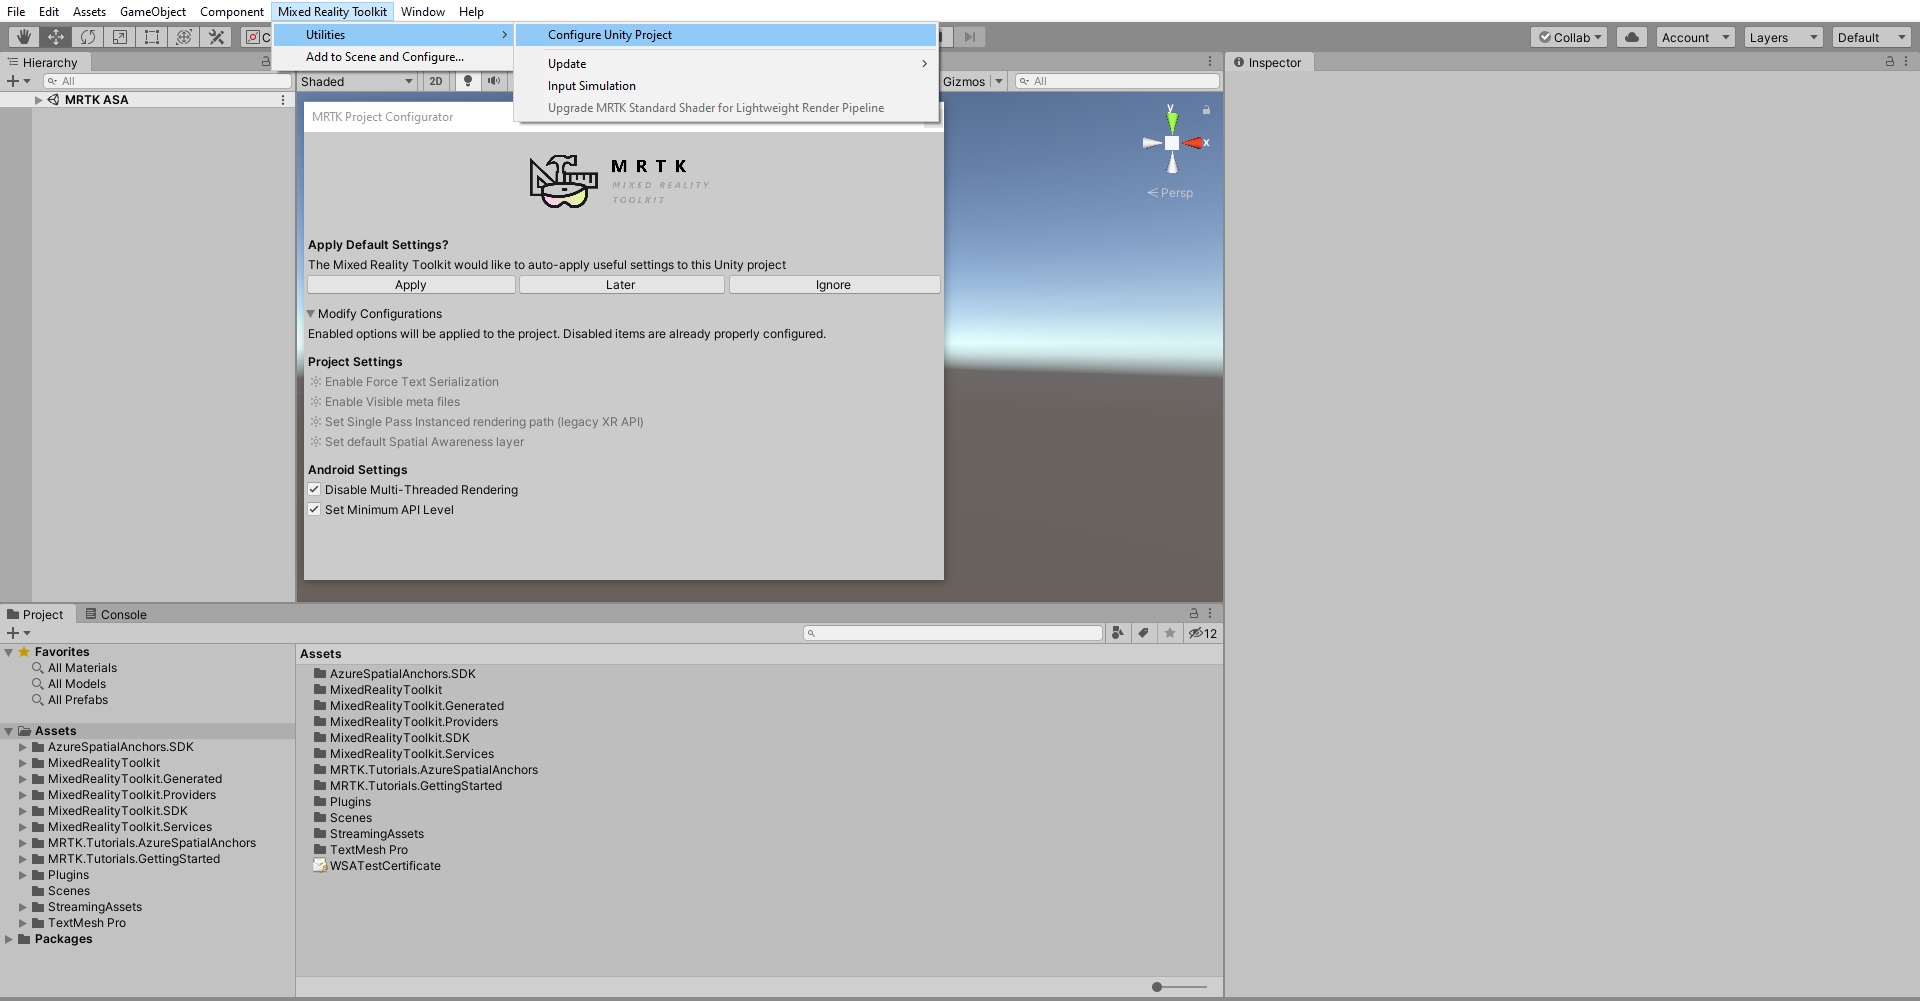 File Edit Assets GameObject Component Mixed Reality Toolkit Window Help
Utilities
Add to Scene and Configure...
Configure Unity Project
Update
Input Simulation
Upgrade MRTK Standard Shader for Lightweight Render Pipeline
C
Collab
Account
Layers
Default
Hierarchy
All
MRTK ASA
Shaded
2D
Gizmos
All
y
x
Persp
Inspector
MRTK Project Configurator
MRTK
MIXED REALITY
TOOLKIT
Apply Default Settings?
The Mixed Reality Toolkit would like to auto-apply useful settings to this Unity project
Apply Later Ignore
Modify Configurations
Enabled options will be applied to the project. Disabled items are already properly configured.
Project Settings
Enable Force Text Serialization
Enable Visible meta files
Set Single Pass Instanced rendering path (legacy XR API)
Set default Spatial Awareness layer
Android Settings
Disable Multi-Threaded Rendering
Set Minimum API Level
Project Console
12
Favorites
All Materials
All Models
All Prefabs
Assets
AzureSpatialAnchors.SDK
MixedRealityToolkit
MixedRealityToolkit.Generated
MixedRealityToolkit.Providers
MixedRealityToolkit.SDK
MixedRealityToolkit.Services
MRTK.Tutorials.AzureSpatialAnchors
MRTK.Tutorials.GettingStarted
Plugins
Scenes
StreamingAssets
TextMesh Pro
Packages
Assets
AzureSpatialAnchors.SDK
MixedRealityToolkit
MixedRealityToolkit.Generated
MixedRealityToolkit.Providers
MixedRealityToolkit.SDK
MixedRealityToolkit.Services
MRTK.Tutorials.AzureSpatialAnchors
MRTK.Tutorials.GettingStarted
Plugins
Scenes
StreamingAssets
TextMesh Pro
WSATestCertificate